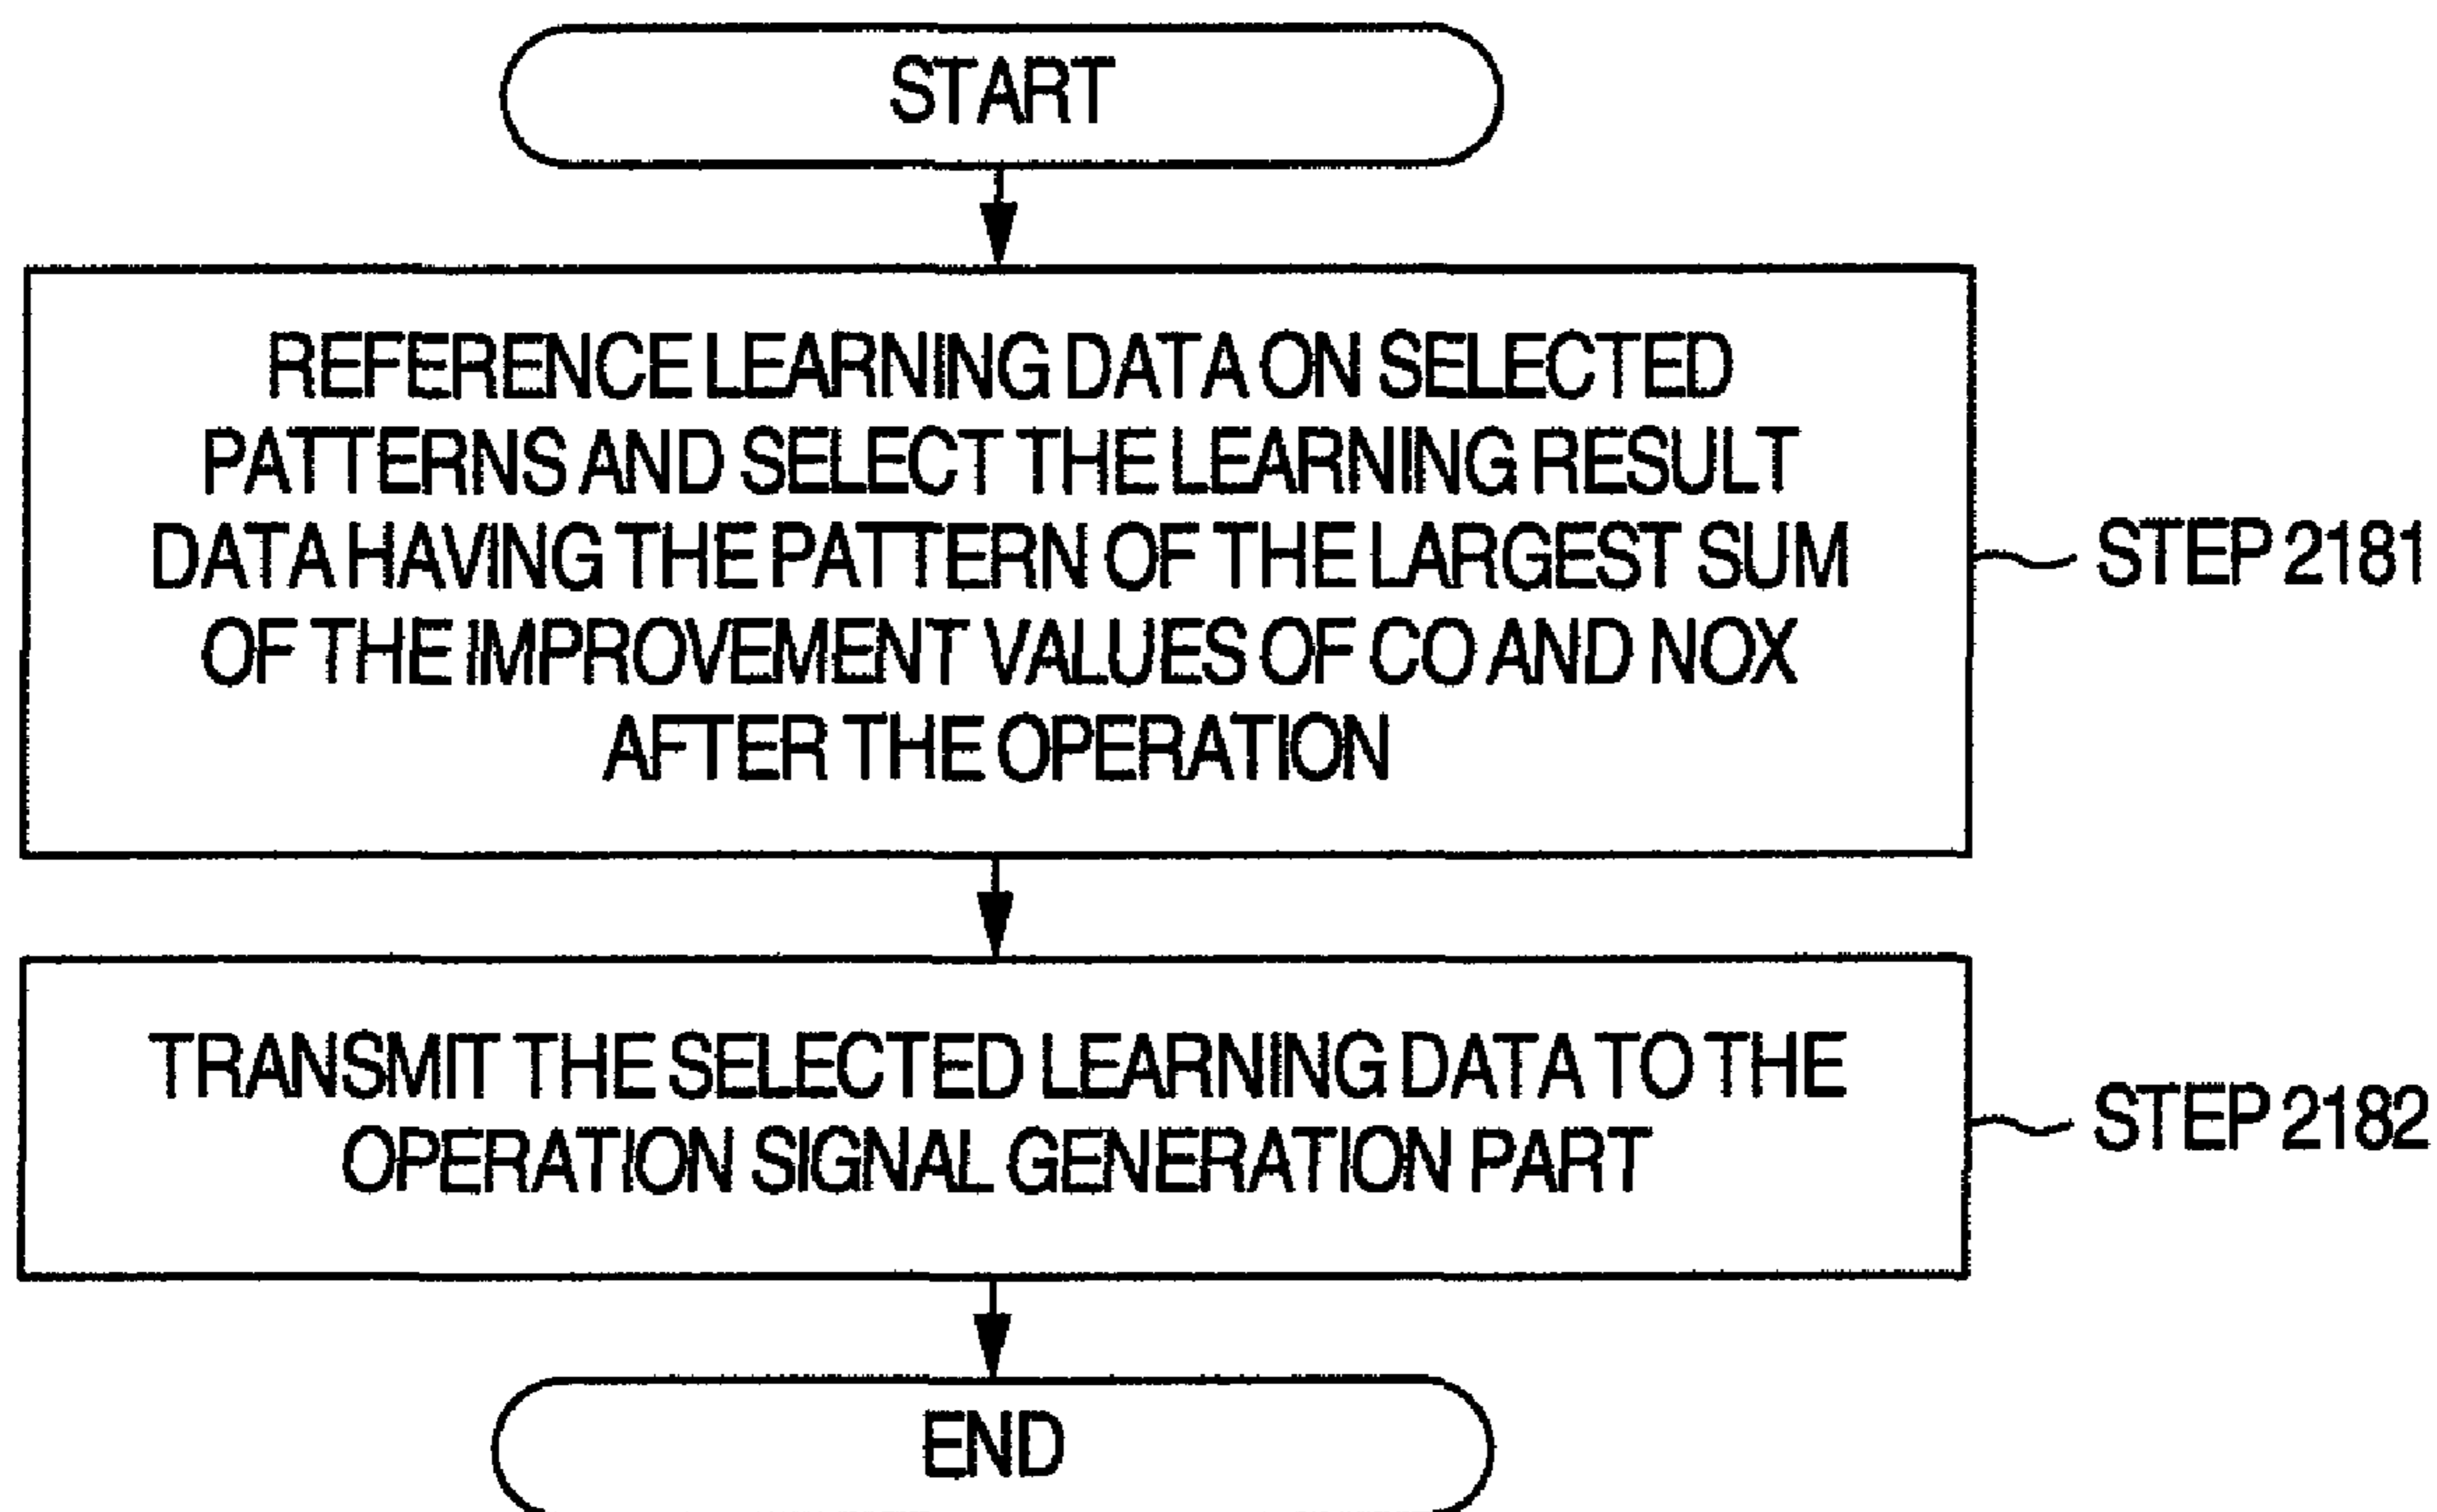 START
REFERENCE LEARNING DATA ON SELECTED
PATTERNS AND SELECT THE LEARNING RESULT
DATA HAVING THE PATTERN OF THE LARGEST SUM
OF THE IMPROVEMENT VALUES OF CO AND NOX
AFTER THE OPERATION
STEP 2181
TRANSMIT THE SELECTED LEARNING DATA TO THE
OPERATION SIGNAL GENERATION PART
STEP 2182
END